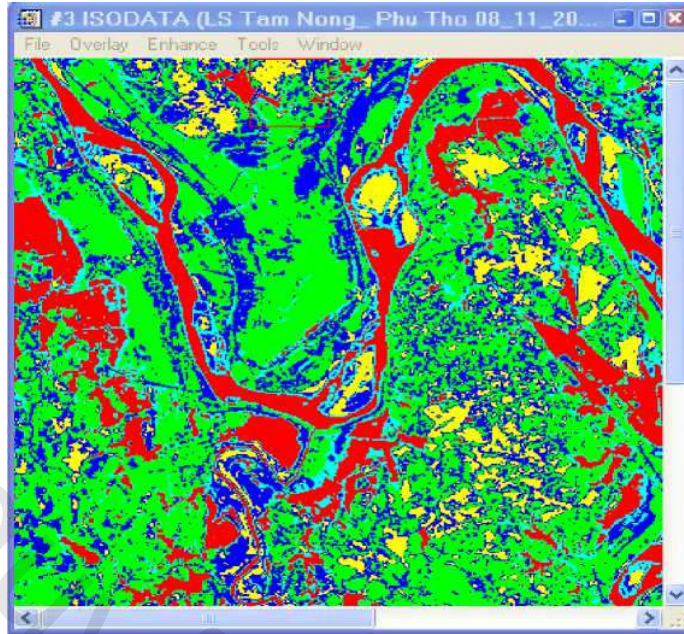 #3 ISODATA (LS Tam Nong_ Phu Tho 08_11_20...
File Overlay Enhance Tools Window